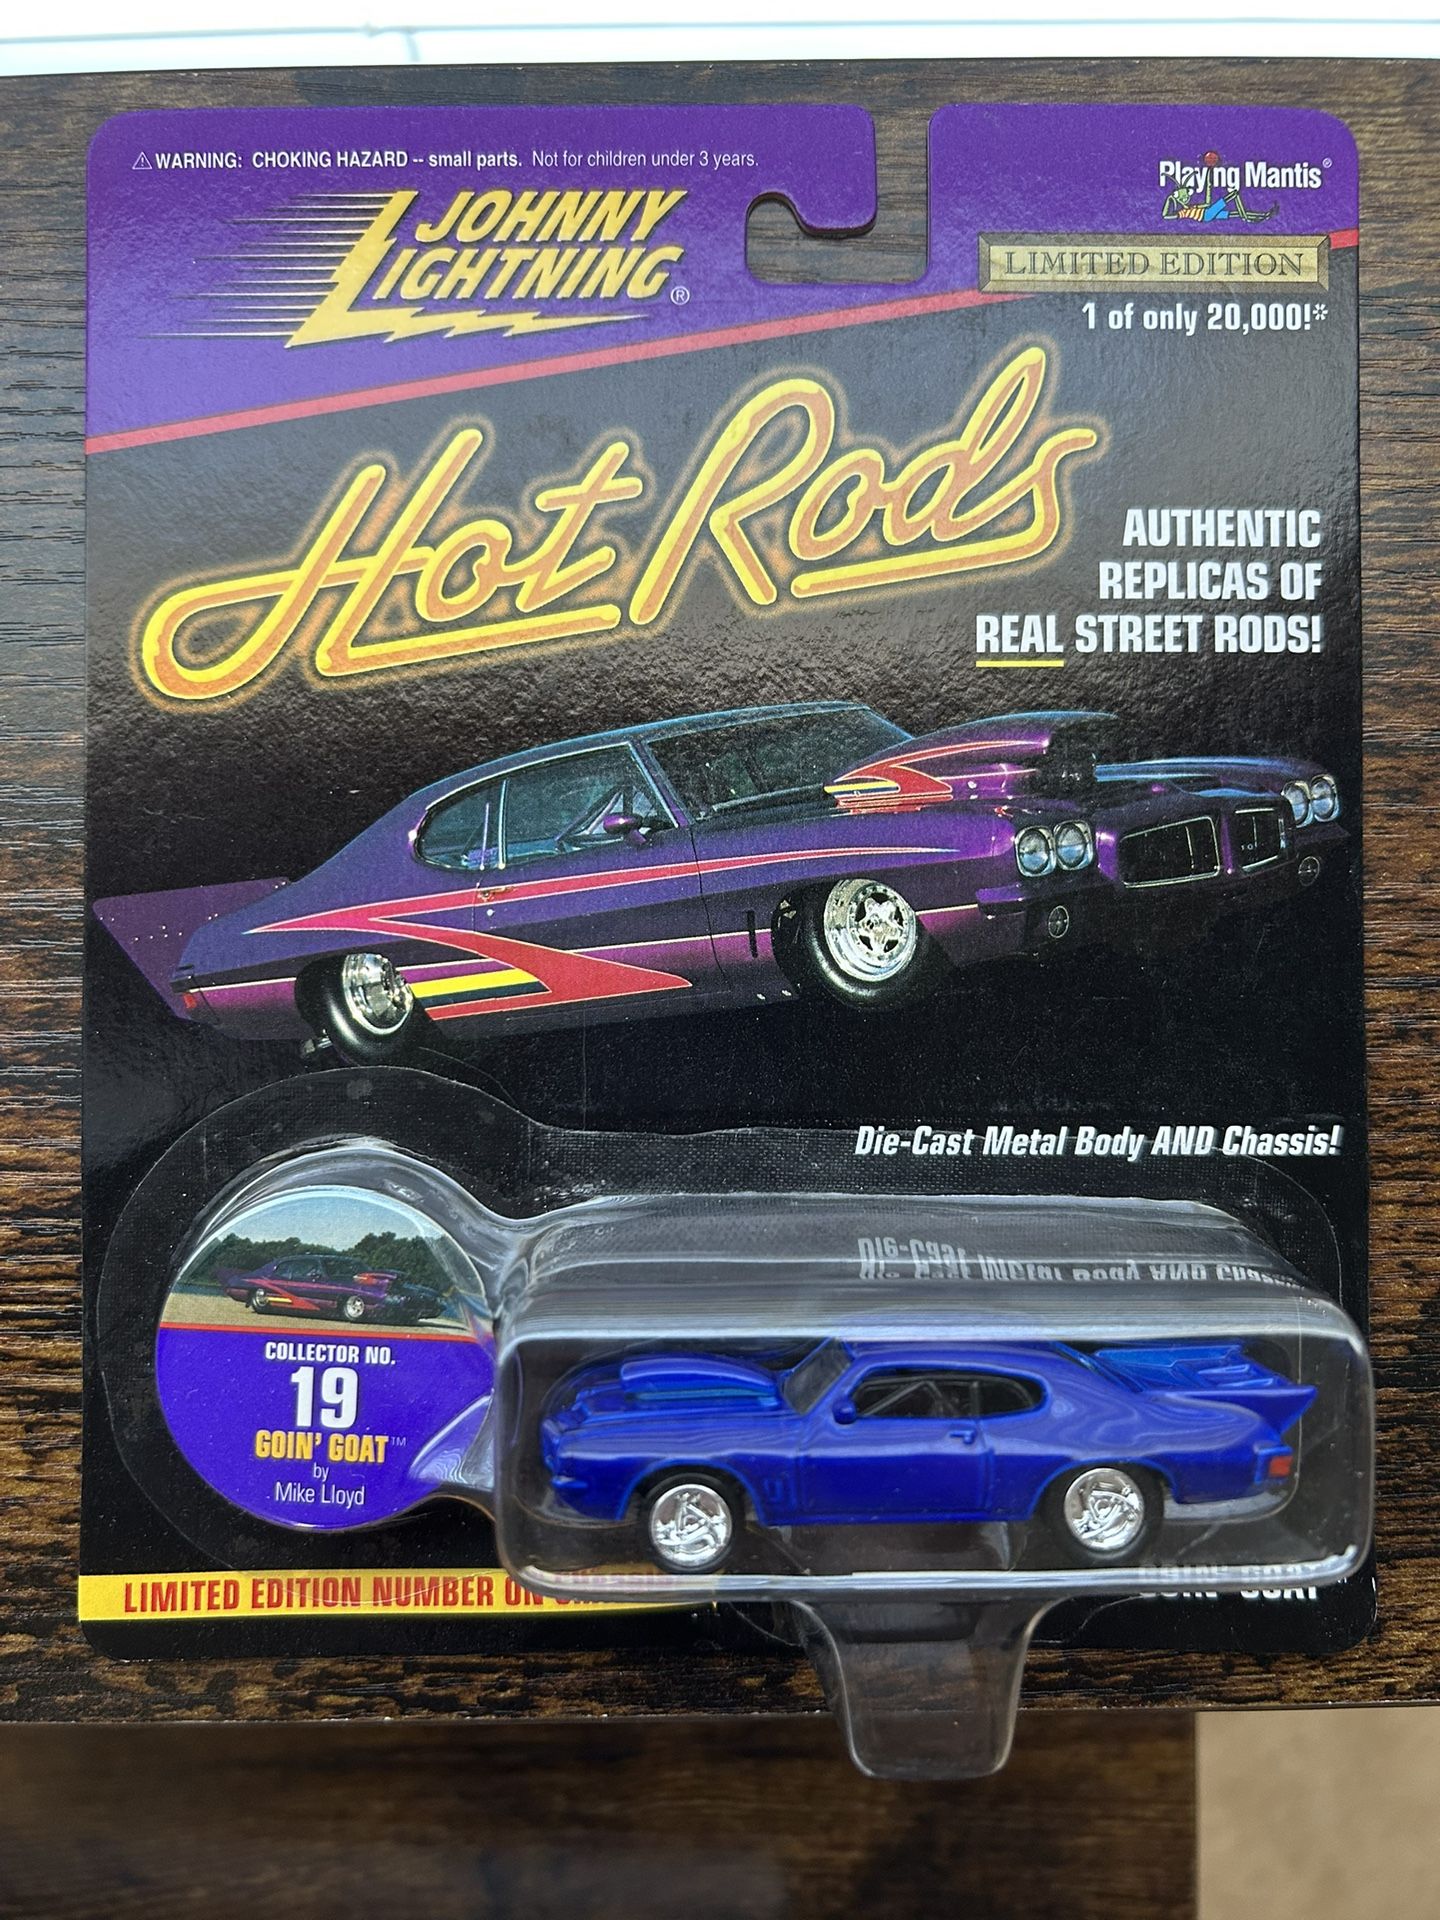 ⚠ WARNING: CHOKING HAZARD -- small parts. Not for children under 3 years.
Playing Mantis®
JOHNNY
LIGHTNING®
LIMITED EDITION
1 of only 20,000!*
Hot Rods
AUTHENTIC
REPLICAS OF
REAL STREET RODS!
Die-Cast Metal Body AND Chassis!
COLLECTOR NO.
19
GOIN' GOAT™
by
Mike Lloyd
LIMITED EDITION NUMBER ON
GOIN' GOAT™